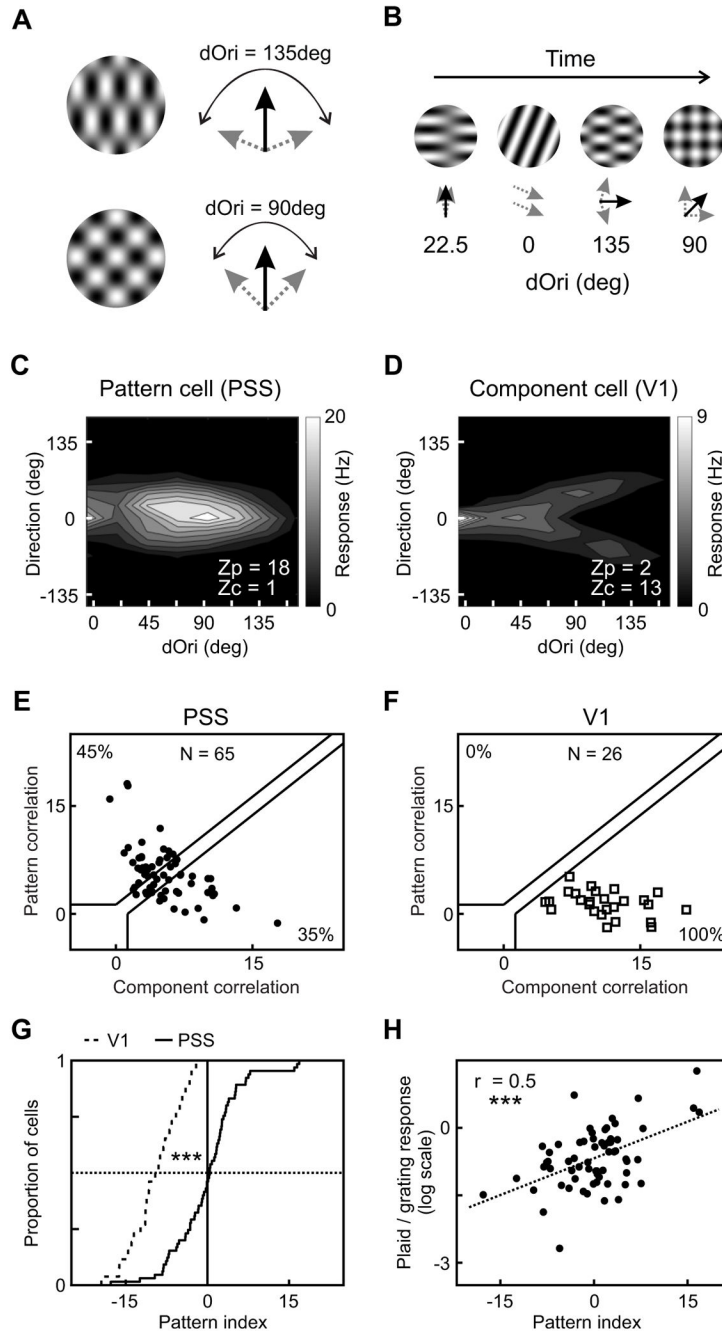 A
dOri = 135deg
dOri = 90deg
B
Time
22.5 0 135 90
dOri (deg)
C
Pattern cell (PSS)
Direction (deg)
135
0
-135
Zp = 18
Zc = 1
0 45 90 135
dOri (deg)
20
0
Response (Hz)
D
Component cell (V1)
Direction (deg)
135
0
-135
Zp = 2
Zc = 13
0 45 90 135
dOri (deg)
9
0
Response (Hz)
E
PSS
45%
N = 65
35%
Pattern correlation
15
0
0 15
Component correlation
F
V1
0%
N = 26
100%
Pattern correlation
15
0
0 15
Component correlation
G
V1 PSS
Proportion of cells
1
0
***
-15 0 15
Pattern index
H
r = 0.5
***
Plaid / grating response
(log scale)
0
-3
-15 0 15
Pattern index